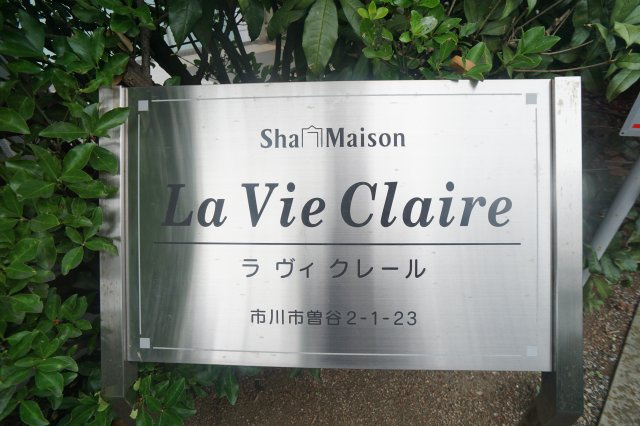 Sha Maison
La Vie Claire
ラ ヴィ クレール
市川市曽谷2-1-23